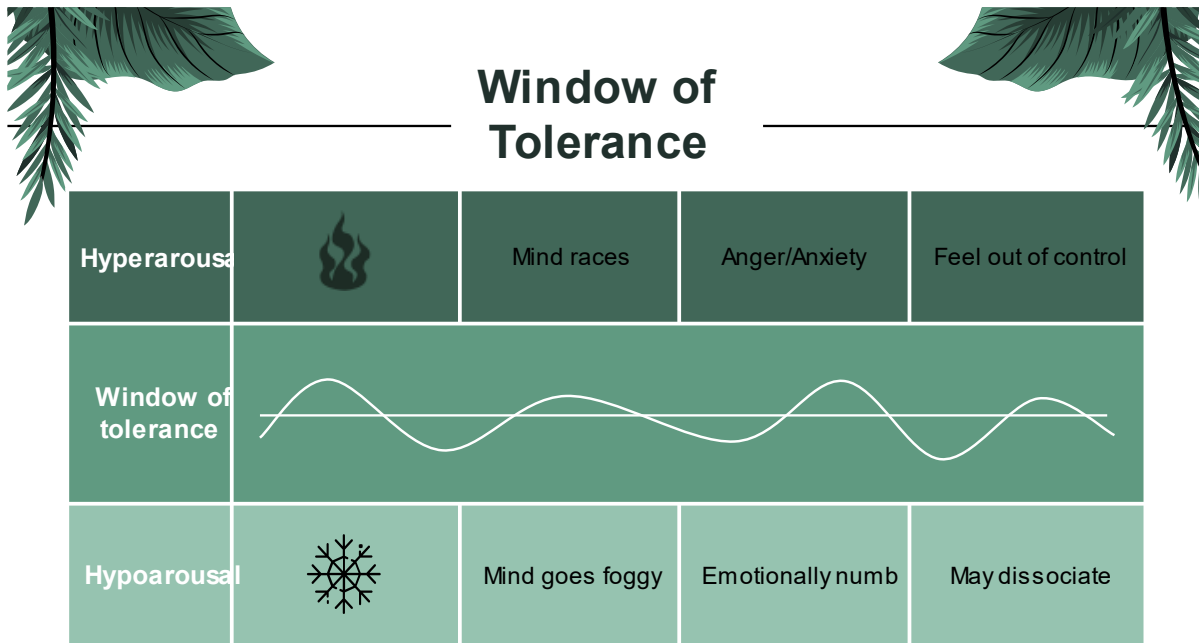 Window of
Tolerance
Hyperarousa
Mind races
Anger/Anxiety
Feel out of control
Window of
tolerance
Hypoarousal
Mind goes foggy
Emotionally numb
May dissociate